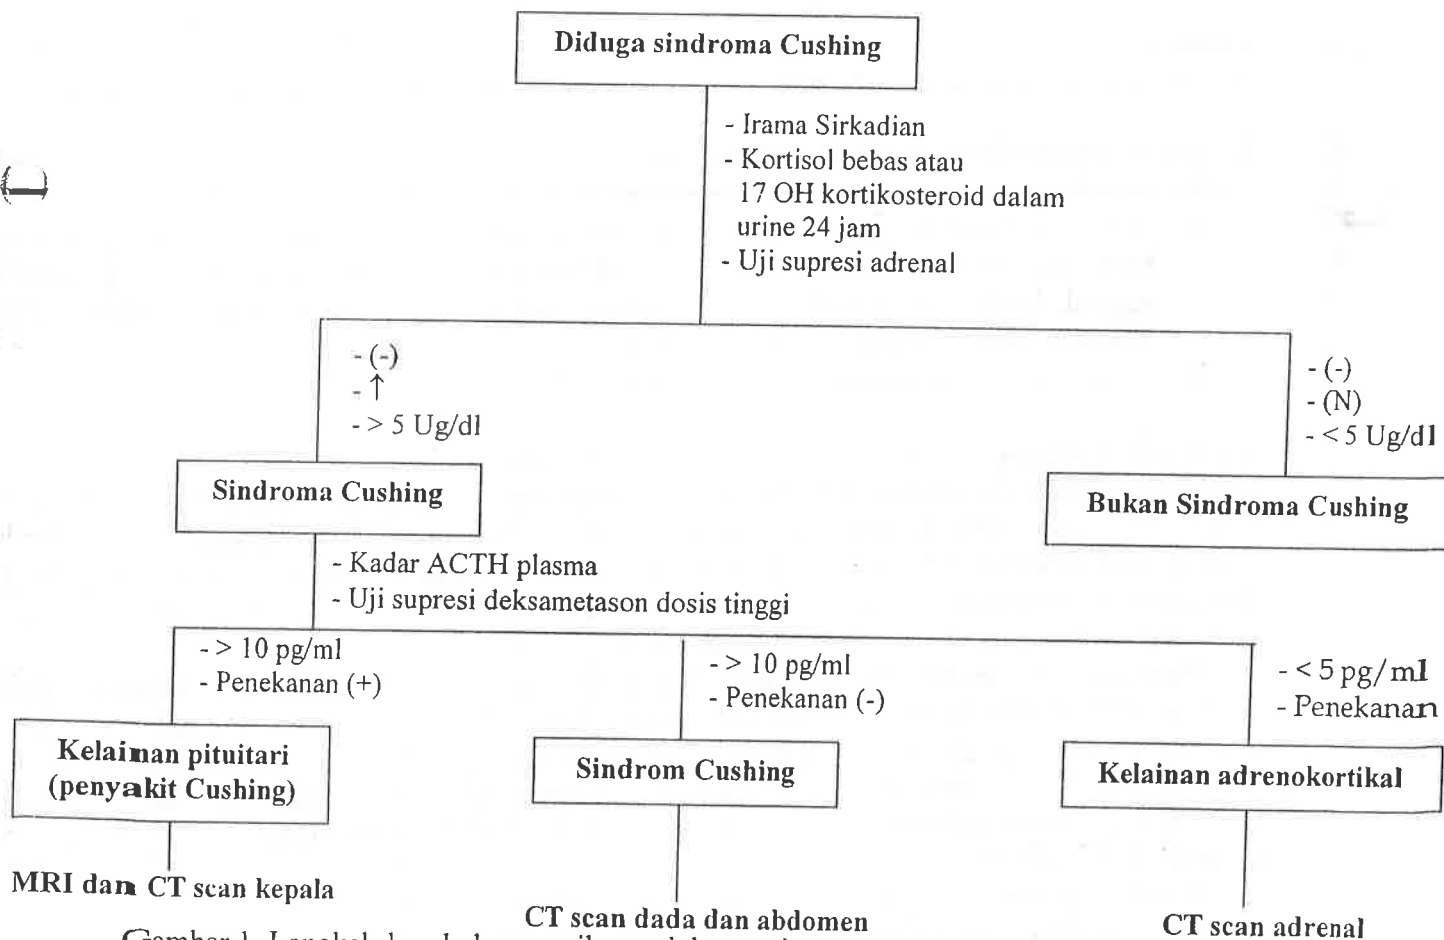 Diduga sindroma Cushing
- Irama Sirkadian
- Kortisol bebas atau
17 OH kortikosteroid dalam
urine 24 jam
- Uji supresi adrenal
- (-)
- ↑
- > 5 Ug/dl
- (-)
- (N)
- < 5 Ug/dl
Sindroma Cushing
Bukan Sindroma Cushing
- Kadar ACTH plasma
- Uji supresi deksametason dosis tinggi
- > 10 pg/ml
- Penekanan (+)
- > 10 pg/ml
- Penekanan (-)
- < 5 pg/ml
- Penekanan
Kelainan pituitari
(penyakit Cushing)
Sindrom Cushing
Kelainan adrenokortikal
MRI dan CT scan kepala
CT scan dada dan abdomen
CT scan adrenal
Gambar 1.